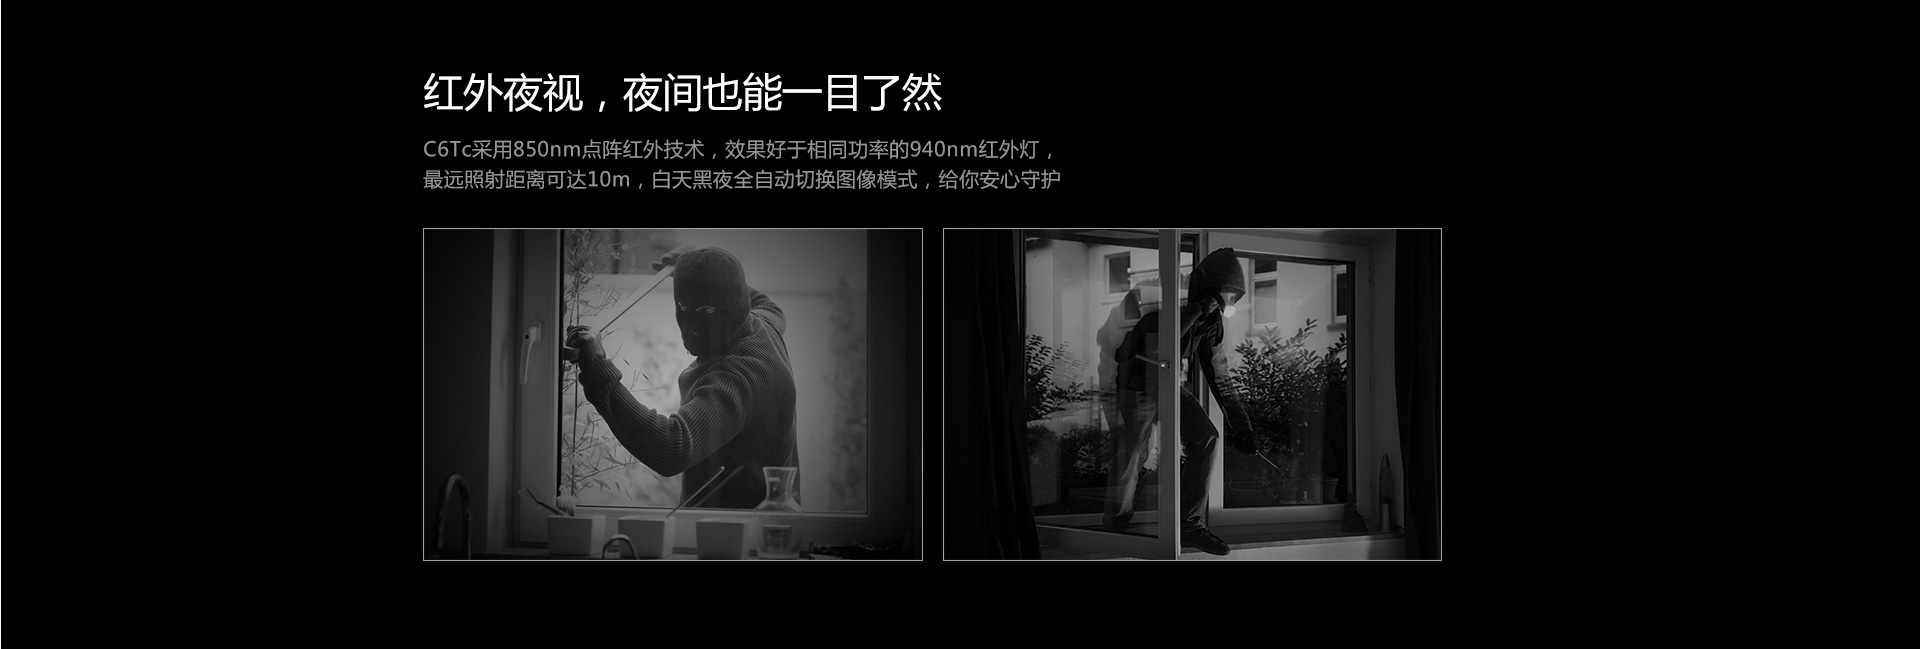 红外夜视，夜间也能一目了然
C6Tc采用850nm点阵红外技术，效果好于相同功率的940nm红外灯，
最远照射距离可达10m，白天黑夜全自动切换图像模式，给你安心守护